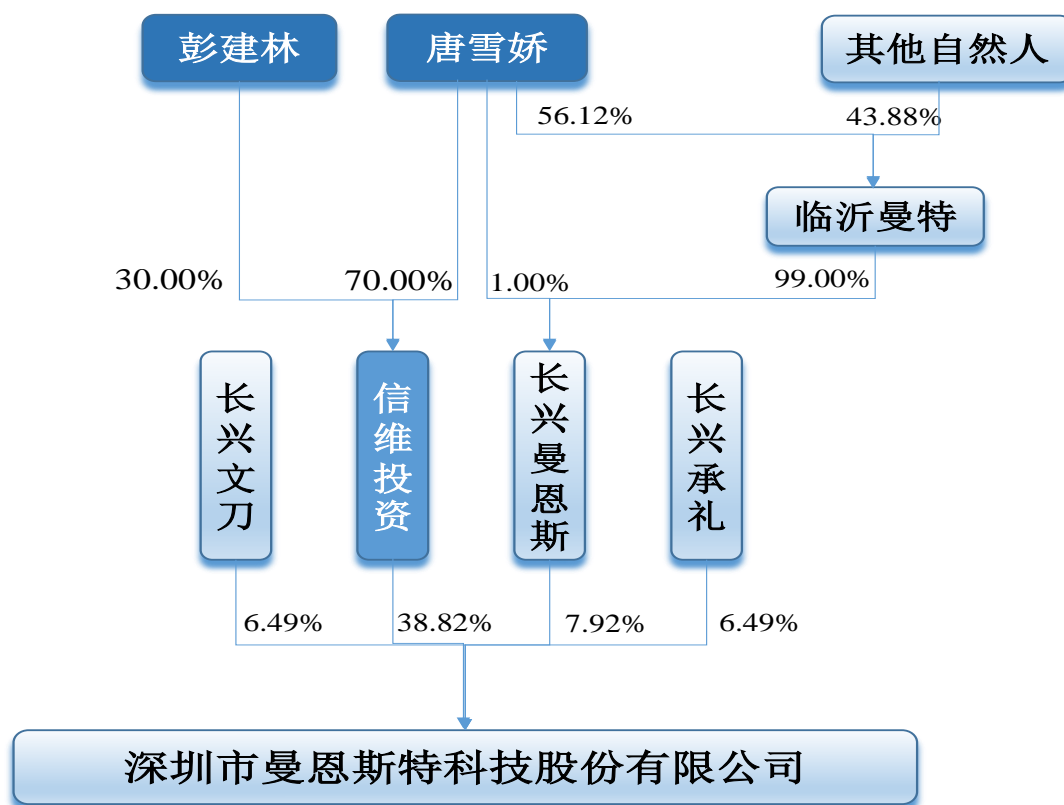 彭建林
唐雪娇
其他自然人
56.12%
43.88%
临沂曼特
30.00%
70.00%
1.00%
99.00%
长兴文刀
信维投资
长兴曼恩斯
长兴承礼
6.49%
38.82%
7.92%
6.49%
深圳市曼恩斯特科技股份有限公司